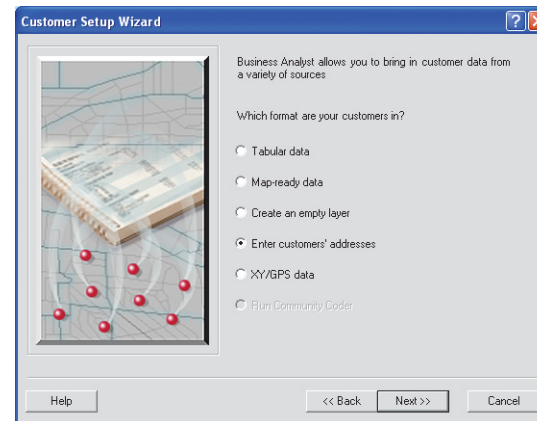 Customer Setup Wizard
Business Analyst allows you to bring in customer data from
a variety of sources
Which format are your customers in?
Tabular data
Map-ready data
Create an empty layer
Enter customers' addresses
XY/GPS data
Run Community Coder
Help
<< Back
Next >>
Cancel